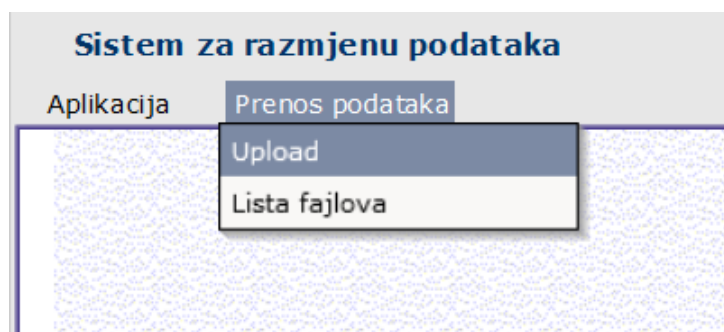 Sistem za razmjenu podataka
Aplikacija Prenos podataka
Upload
Lista fajlova